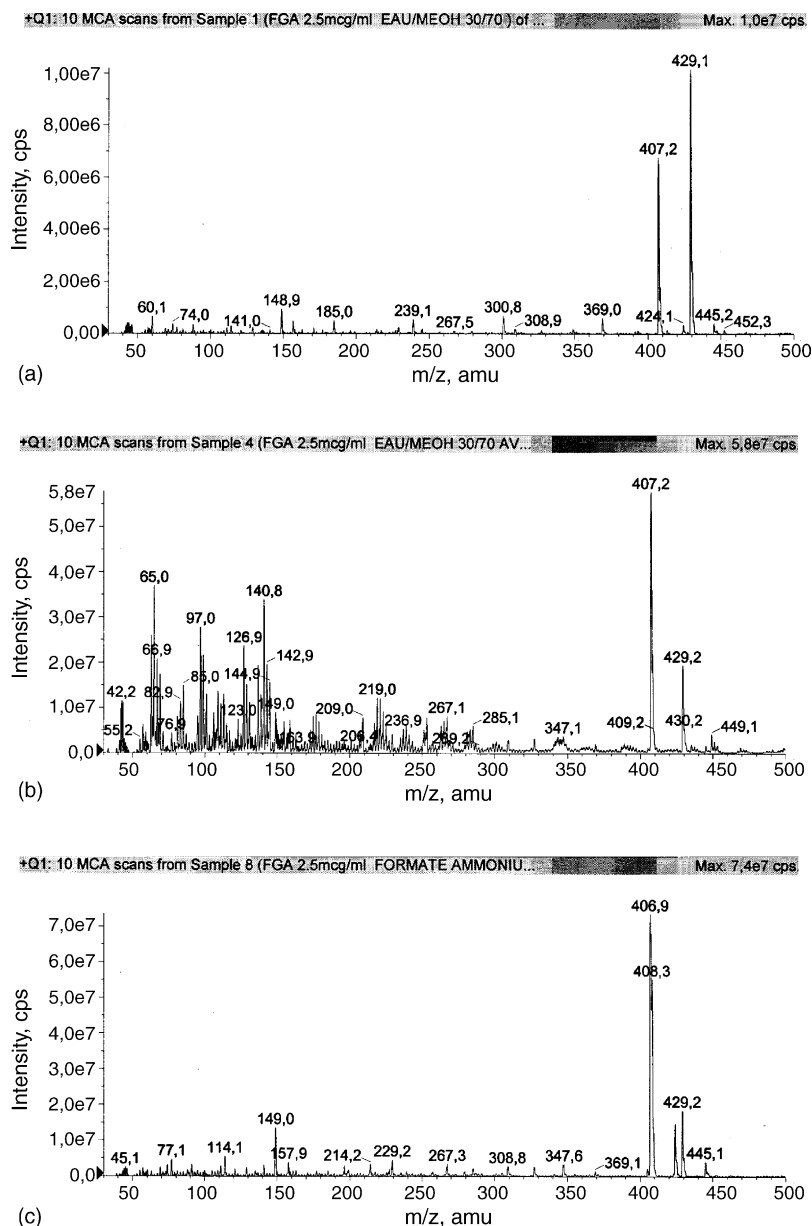 +Q1: 10 MCA scans from Sample 1 (FGA 2.5mcg/ml EAU/MEOH 30/70 ) of ... Max. 1,0e7 cps.
429,1
1,00e7
8,00e6
407,2
6,00e6
4,00e6
2,00e6
0,00
Intensity, cps
60,1
74,0
141,0
148,9
185,0
239,1
267,5
300,8
308,9
369,0
424,1
445,2
452,3
50 100 150 200 250 300 350 400 450 500
m/z, amu
(a)
+Q1: 10 MCA scans from Sample 4 (FGA 2.5mcg/ml EAU/MEOH 30/70 AV... Max. 5,8e7 cps.
407,2
5,8e7
5,0e7
4,0e7
3,0e7
2,0e7
1,0e7
0,0
Intensity, cps
65,0
140,8
97,0
126,9
66,9
142,9
82,9
85,0
144,9
42,2
55,2
76,9
123,0
149,0
163,9
209,0
206,4
219,0
236,9
267,1
269,2
285,1
347,1
409,2
429,2
430,2
449,1
50 100 150 200 250 300 350 400 450 500
m/z, amu
(b)
+Q1: 10 MCA scans from Sample 8 (FGA 2.5mcg/ml FORMATE AMMONIU... Max. 7,4e7 cps.
406,9
7,0e7
408,3
6,0e7
5,0e7
4,0e7
3,0e7
2,0e7
1,0e7
0,0
Intensity, cps
45,1
77,1
114,1
149,0
157,9
214,2
229,2
267,3
308,8
347,6
369,1
429,2
445,1
50 100 150 200 250 300 350 400 450 500
m/z, amu
(c)